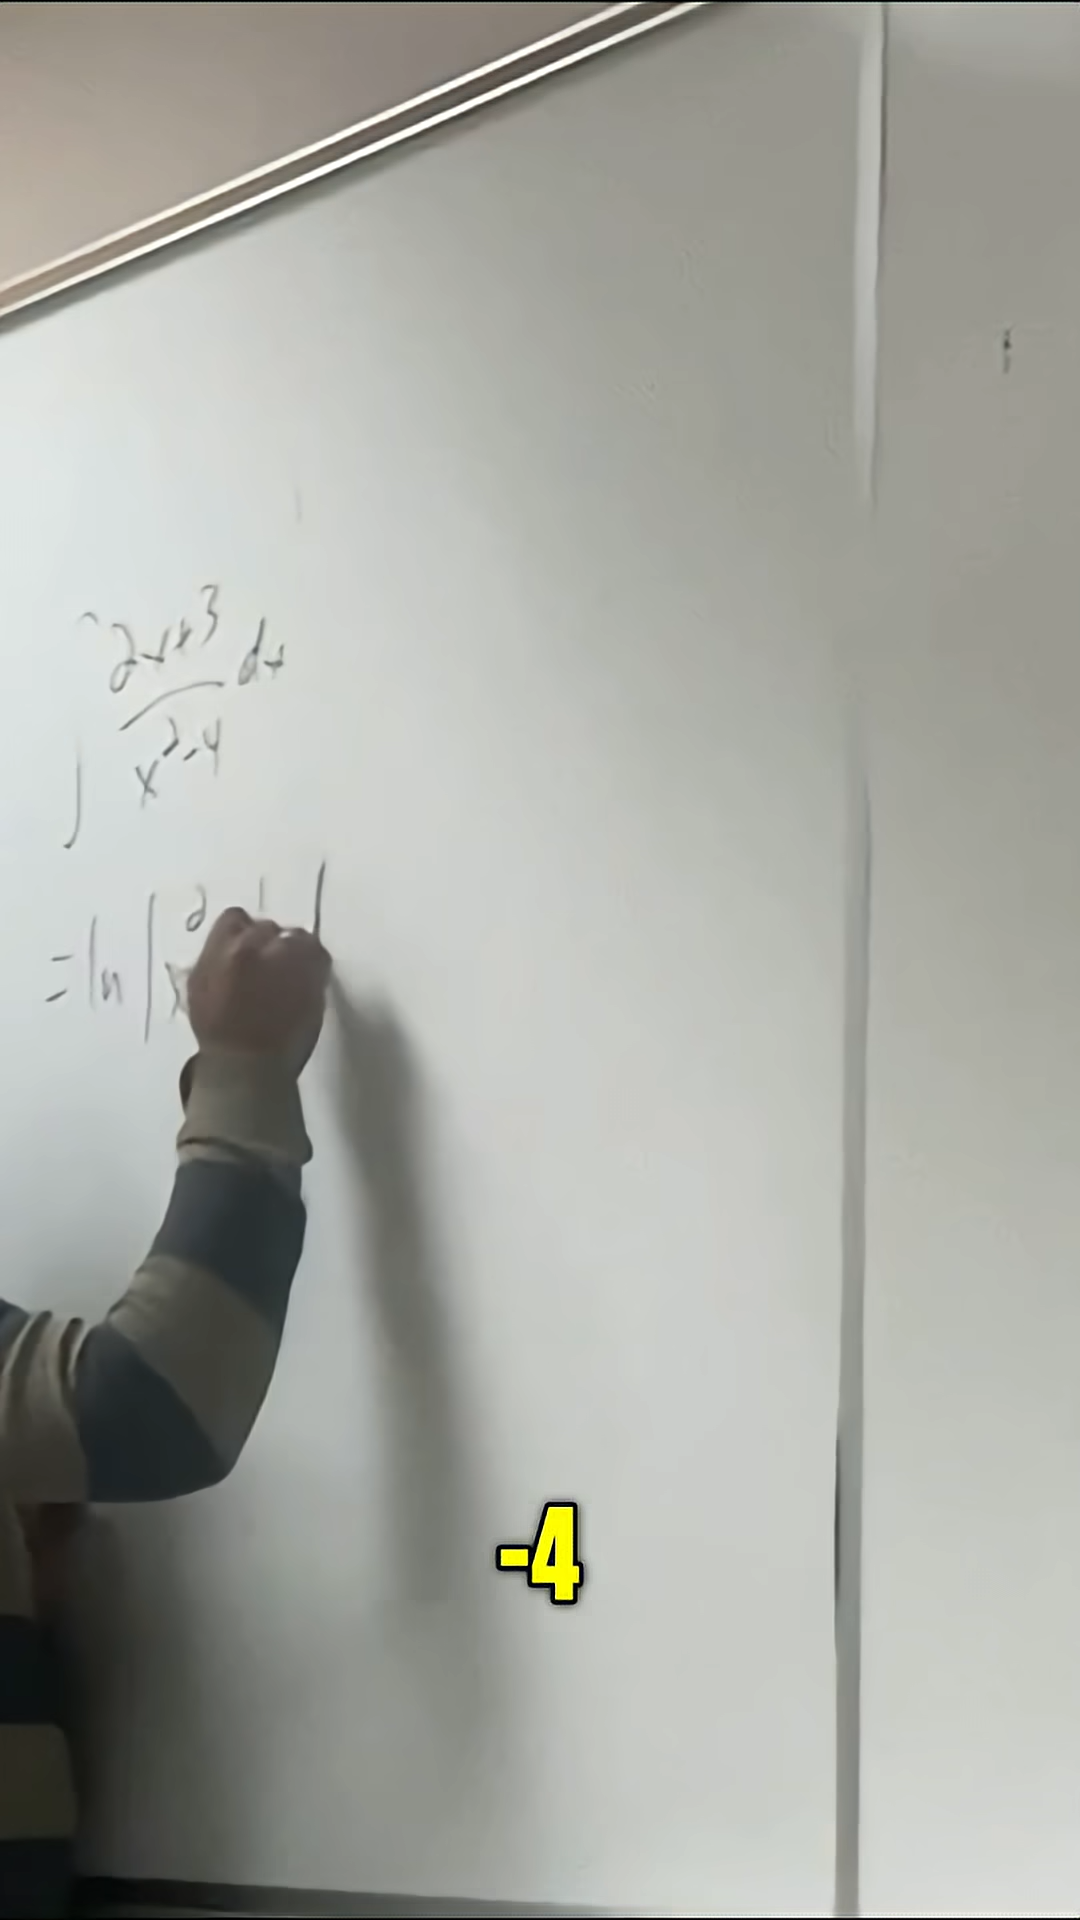 ∫ 2x+3 dx
x²-4
= ln | x²
-4